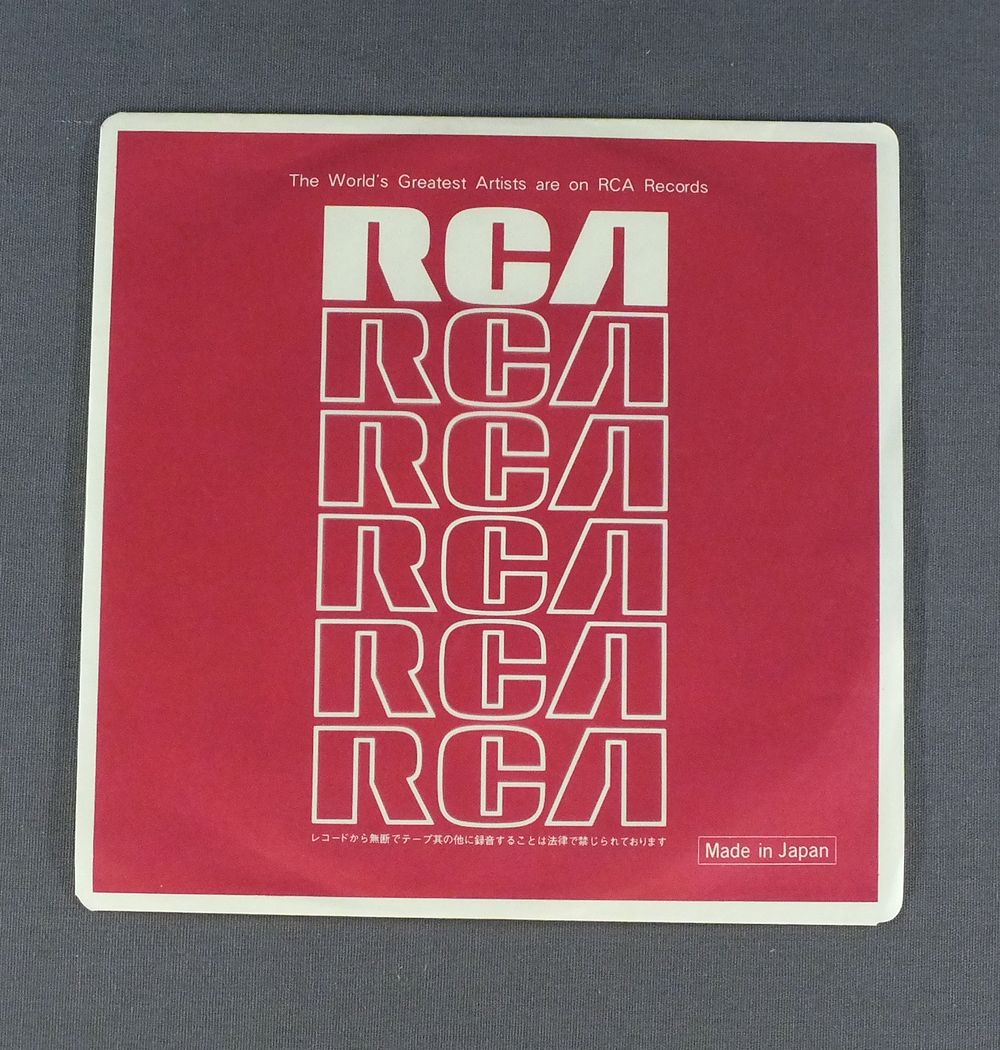 The World's Greatest Artists are on RCA Records
RCA
RCA
RCA
RCA
RCA
RCA
レコードから無断でテープ其の他に録音することは法律で禁じられております
Made in Japan